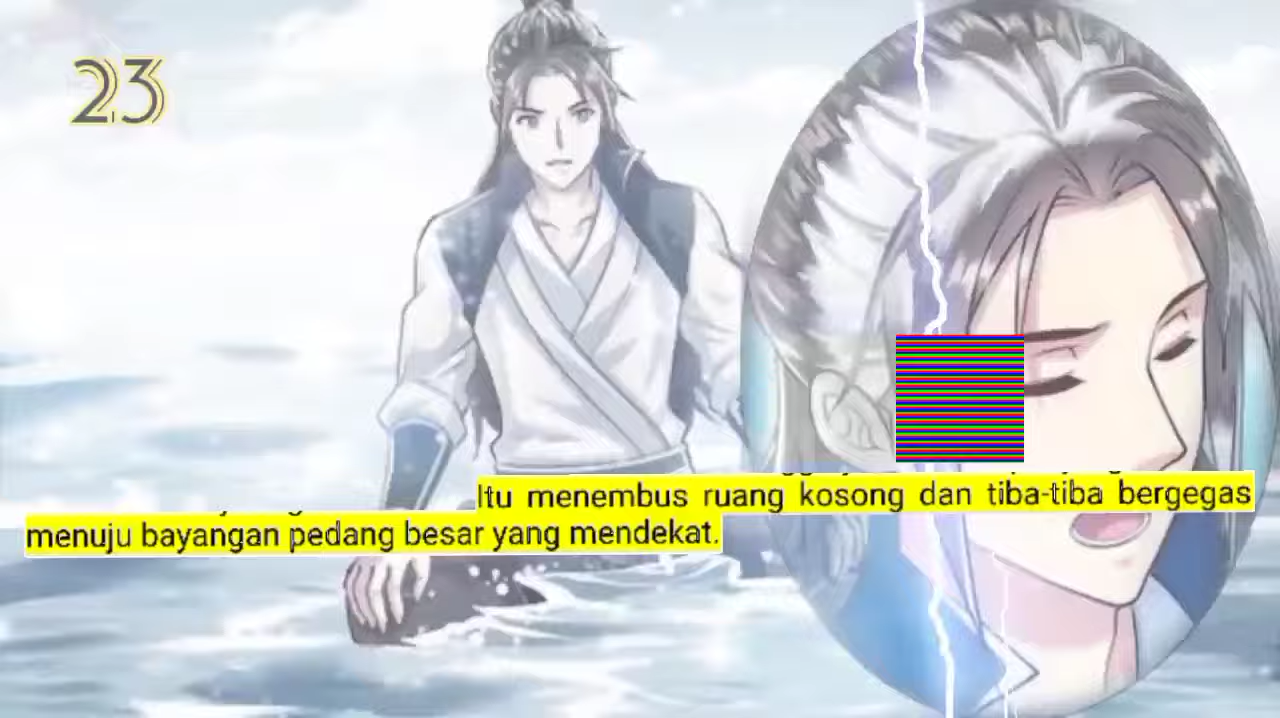 23
Itu menembus ruang kosong dan tiba-tiba bergegas
menuju bayangan pedang besar yang mendekat.